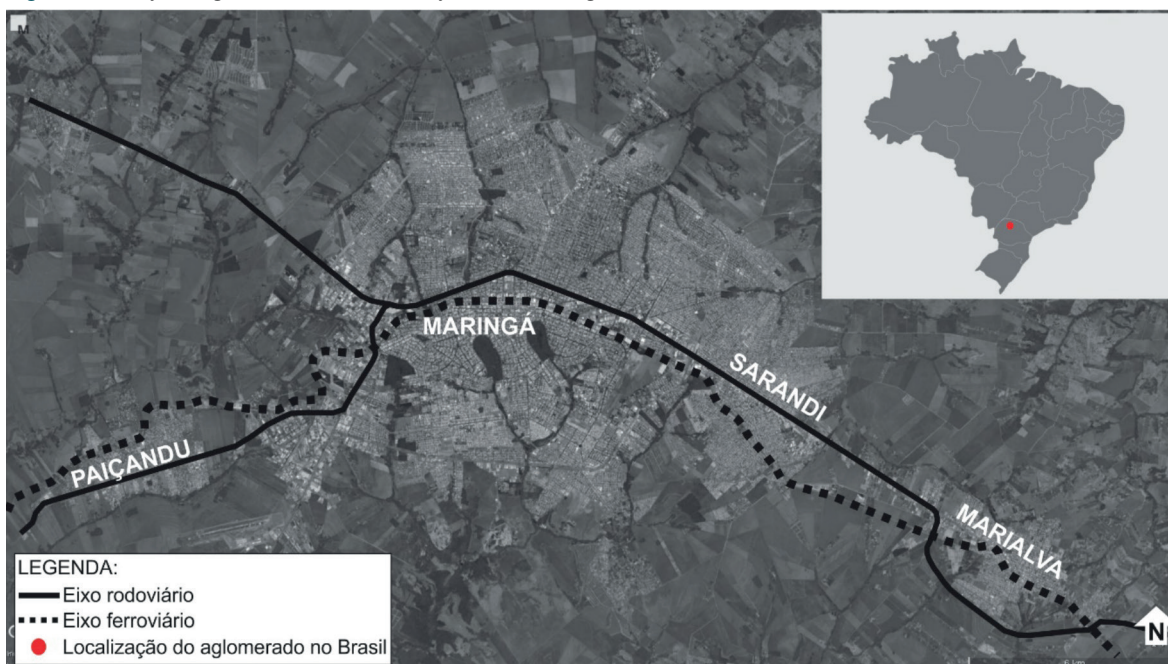 MARINGÁ
SARANDI
PAIÇANDU
MARIALVA
LEGENDA:
Eixo rodoviário
Eixo ferroviário
Localização do aglomerado no Brasil
N